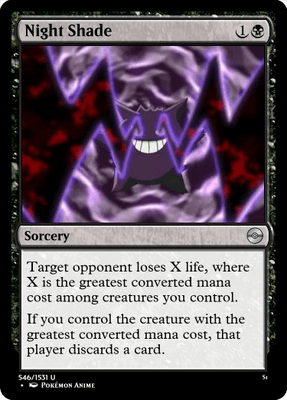 Night Shade
1
Sorcery
Target opponent loses X life, where
X is the greatest converted mana
cost among creatures you control.
If you control the creature with the
greatest converted mana cost, that
player discards a card.
546/1531 U
• Pokémon Anime